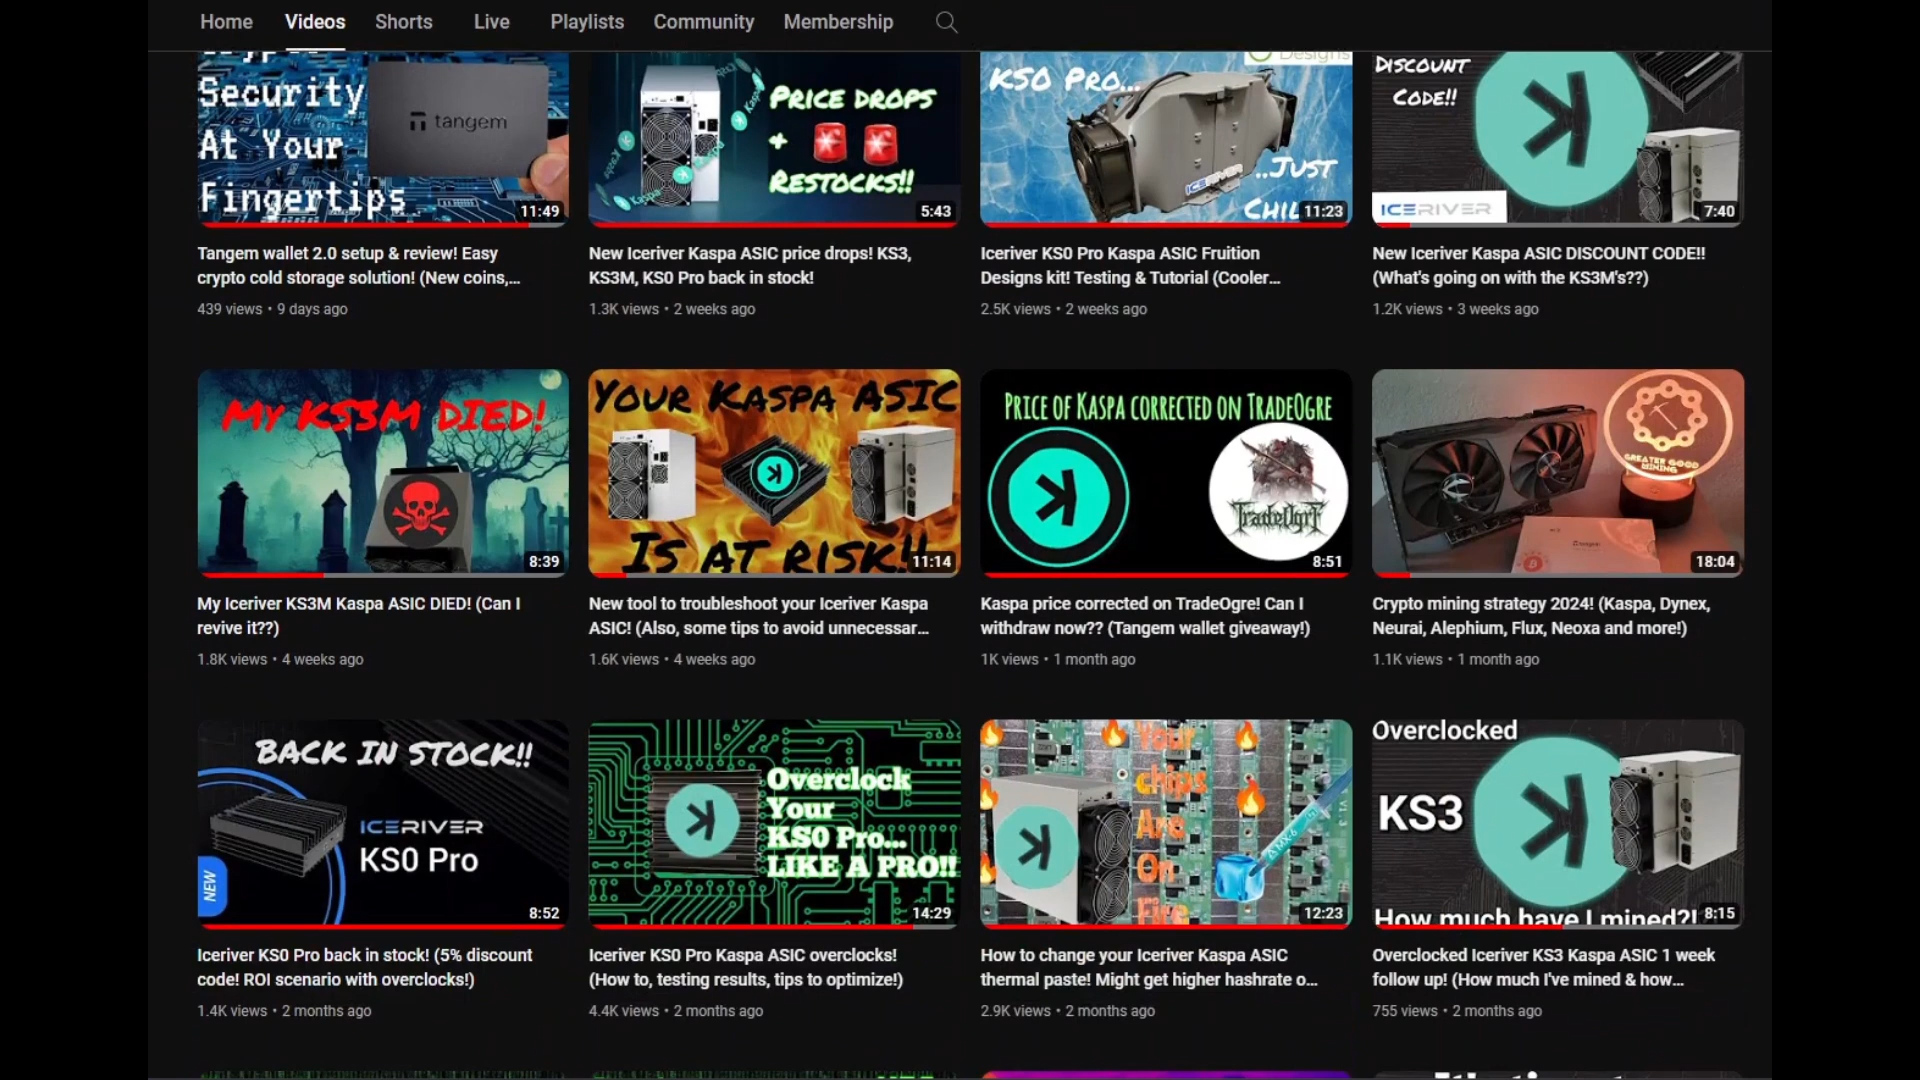 Home Videos Shorts Live Playlists Community Membership
Security
At Your
Fingertips
tangem
11:49
Price drops
+
Restocks!!
Kaspa
5:43
Designs
KS0 Pro...
ICERIVER
...Just
11:23
Discount
Code!!
ICERIVER
7:40
Tangem wallet 2.0 setup & review! Easy
crypto cold storage solution! (New coins,...
439 views • 9 days ago
New Iceriver Kaspa ASIC price drops! KS3,
KS3M, KS0 Pro back in stock!
1.3K views • 2 weeks ago
Iceriver KS0 Pro Kaspa ASIC Fruition
Designs kit! Testing & Tutorial (Cooler...
2.5K views • 2 weeks ago
New Iceriver Kaspa ASIC DISCOUNT CODE!!
(What's going on with the KS3M's??)
1.2K views • 3 weeks ago
My KS3M DIED!
8:39
Your Kaspa ASIC
Is at risk!!
11:14
Price of Kaspa corrected on TradeOgre
TradeOgre
8:51
GREATER GOOD
MINING
tangem
18:04
My Iceriver KS3M Kaspa ASIC DIED! (Can I
revive it??)
1.8K views • 4 weeks ago
New tool to troubleshoot your Iceriver Kaspa
ASIC! (Also, some tips to avoid unnecessar...
1.6K views • 4 weeks ago
Kaspa price corrected on TradeOgre! Can I
withdraw now?? (Tangem wallet giveaway!)
1K views • 1 month ago
Crypto mining strategy 2024! (Kaspa, Dynex,
Neurai, Alephium, Flux, Neoxa and more!)
1.1K views • 1 month ago
Back in stock!!
ICERIVER
KS0 Pro
NEW
8:52
Overclock
Your
KS0 Pro...
LIKE A PRO!!
14:29
Your
chips
Are
On
Fire
MX-6
12:23
Overclocked
KS3
How much have I mined?!
8:15
Iceriver KS0 Pro back in stock! (5% discount
code! ROI scenario with overclocks!)
1.4K views • 2 months ago
Iceriver KS0 Pro Kaspa ASIC overclocks!
(How to, testing results, tips to optimize!)
4.4K views • 2 months ago
How to change your Iceriver Kaspa ASIC
thermal paste! Might get higher hashrate o...
2.9K views • 2 months ago
Overclocked Iceriver KS3 Kaspa ASIC 1 week
follow up! (How much I've mined & how...
755 views • 2 months ago